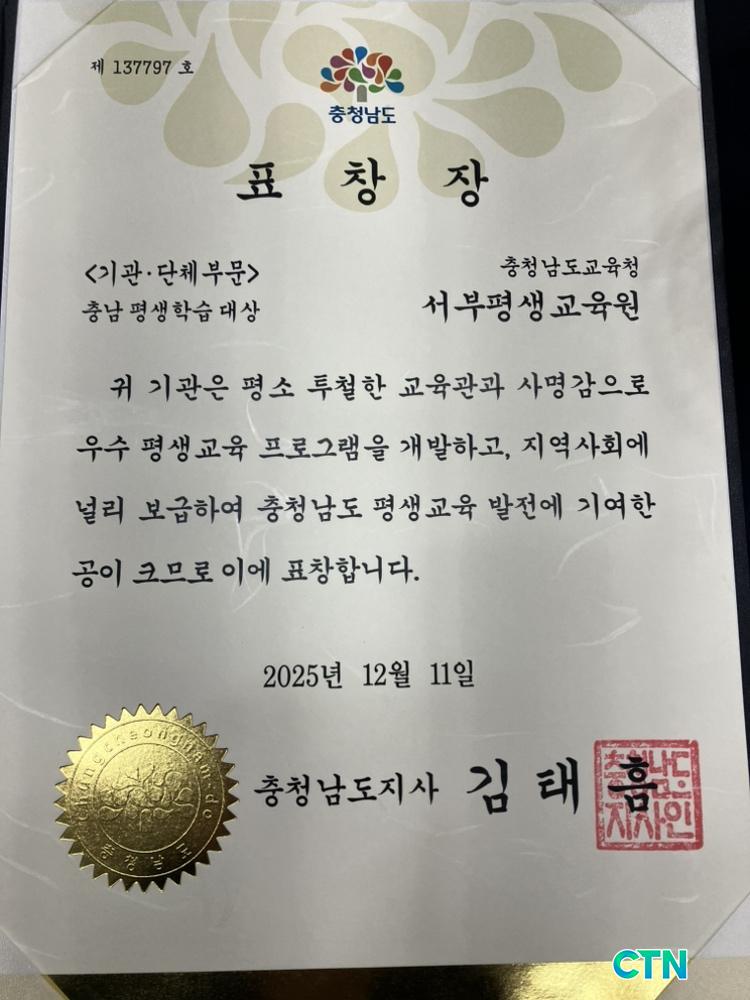 제 137797 호
충청남도
표 창 장
<기관·단체부문>
충남 평생학습 대상
충청남도교육청
서부평생교육원
귀 기관은 평소 투철한 교육관과 사명감으로
우수 평생교육 프로그램을 개발하고, 지역사회에
널리 보급하여 충청남도 평생교육 발전에 기여한
공이 크므로 이에 표창합니다.
2025년 12월 11일
충청남도지사 김 태 흠
충청남도
지사인
chungcheongnam-do
충청남도
CTN